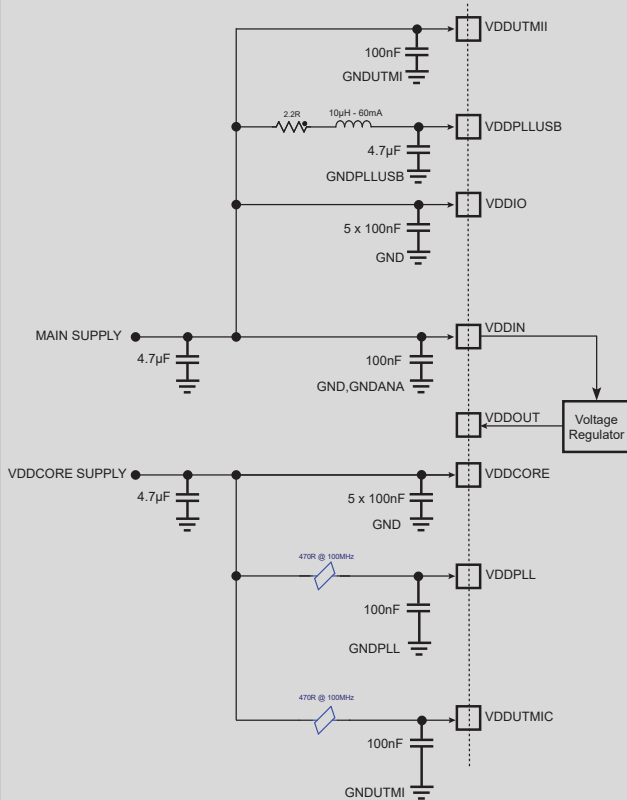 VDDUTMII
100nF
GNDUTMI
2.2R
10µH - 60mA
VDDPLLUSB
4.7µF
GNDPLLUSB
VDDIO
5 x 100nF
GND
MAIN SUPPLY
VDDIN
4.7µF
100nF
GND,GNDANA
VDDOUT
Voltage
Regulator
VDDCORE SUPPLY
VDDCORE
4.7µF
5 x 100nF
GND
470R @ 100MHz
VDDPLL
100nF
GNDPLL
470R @ 100MHz
VDDUTMIC
100nF
GNDUTMI